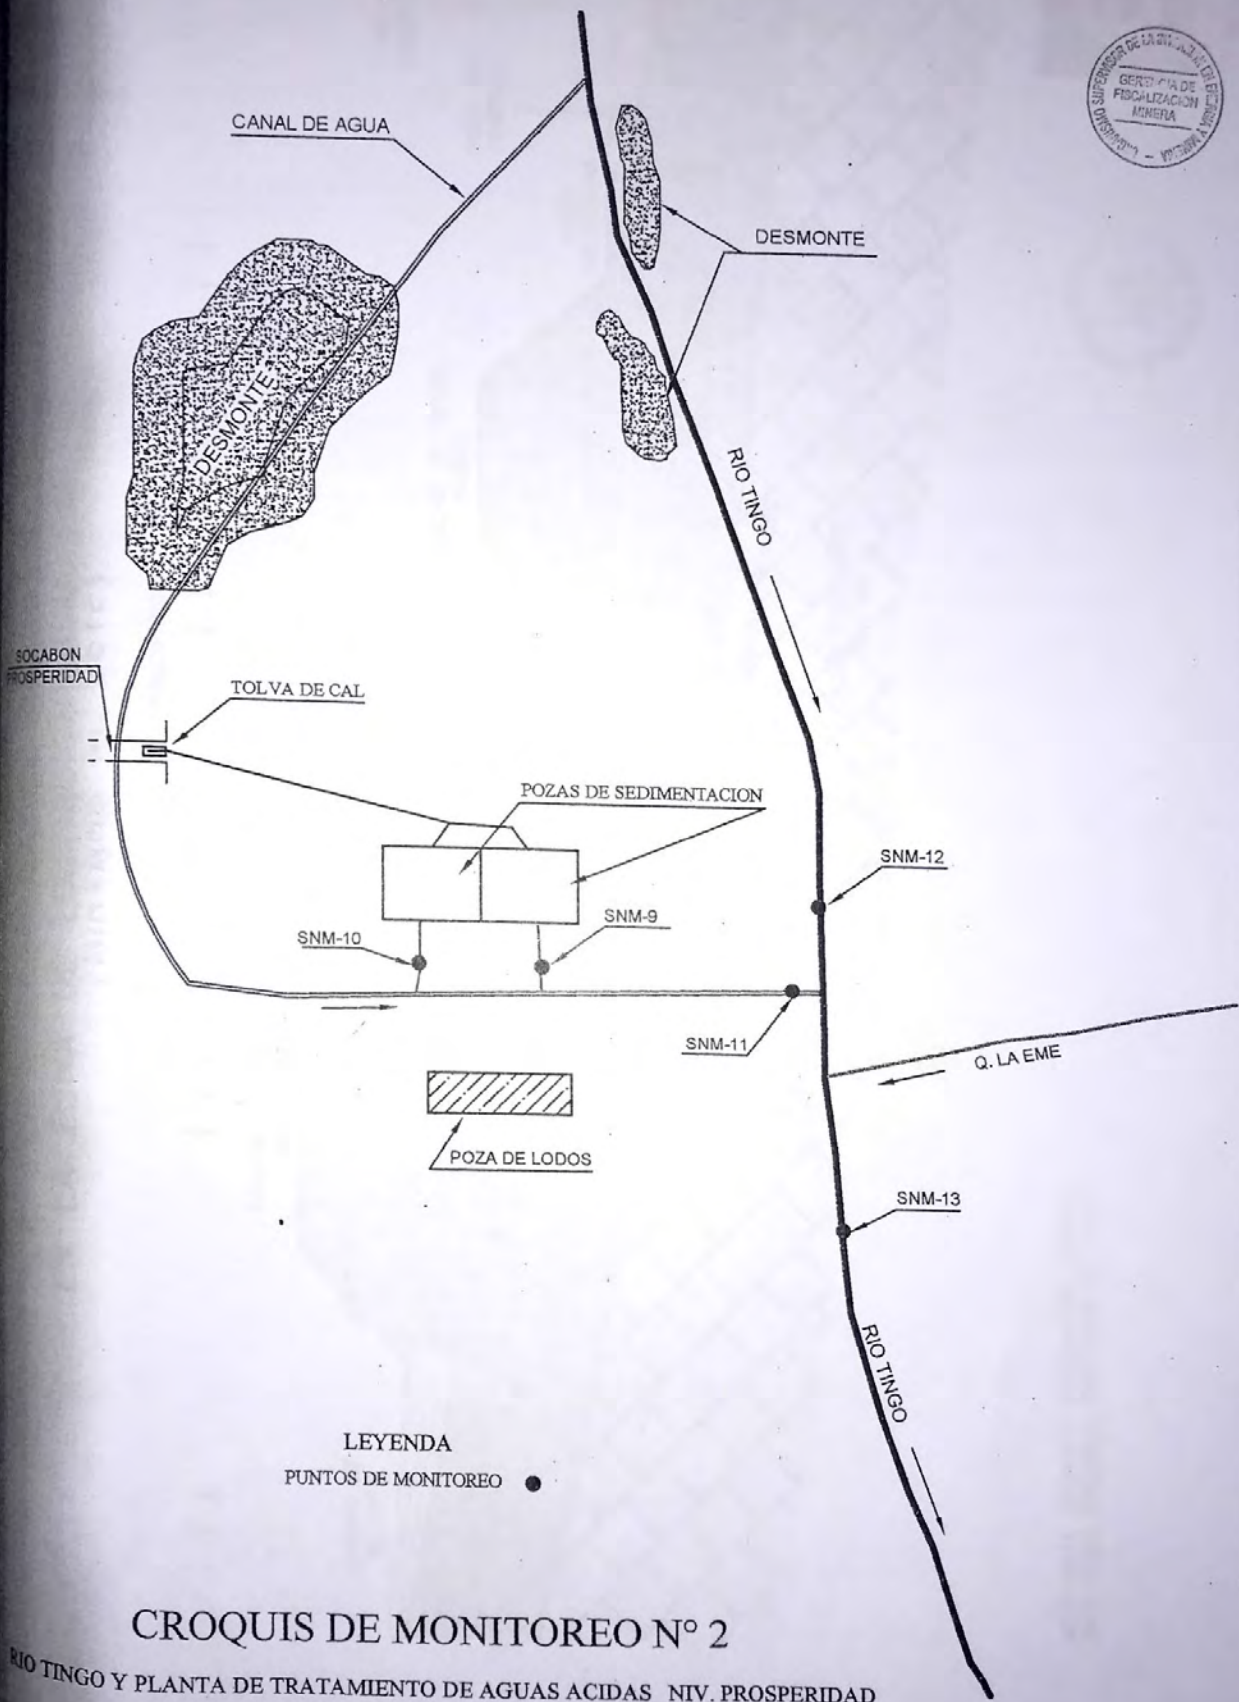 CANAL DE AGUA
GERENCIA DE
FISCALIZACION
MINERA
DESMONTE
DESMONTE
RIO TINGO
SOCABON
PROSPERIDAD
TOLVA DE CAL
POZAS DE SEDIMENTACION
SNM-12
SNM-9
SNM-10
SNM-11
Q. LA EME
POZA DE LODOS
SNM-13
RIO TINGO
LEYENDA
PUNTOS DE MONITOREO
CROQUIS DE MONITOREO N° 2
RIO TINGO Y PLANTA DE TRATAMIENTO DE AGUAS ACIDAS NIV. PROSPERIDAD